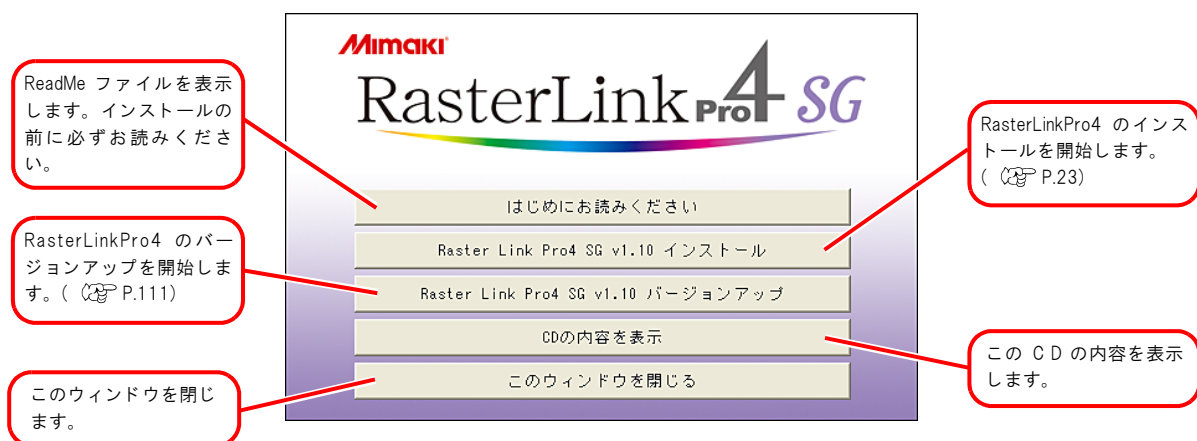 Mimaki
RasterLink Pro4 SG
ReadMe ファイルを表示
します。インストールの
前に必ずお読みくださ
い。
RasterLinkPro4 のインス
トールを開始します。
( P.23)
はじめにお読みください
Raster Link Pro4 SG v1.10 インストール
RasterLinkPro4 のバー
ジョンアップを開始しま
す。( P.111)
Raster Link Pro4 SG v1.10 バージョンアップ
CDの内容を表示
この CDの内容を表示
します。
このウィンドウを閉じる
このウィンドウを閉じ
ます。